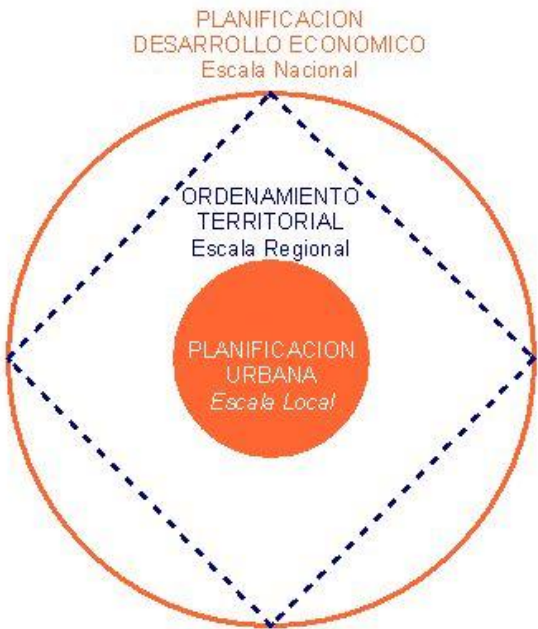 PLANIFICACION
DESARROLLO ECONOMICO
Escala Nacional
ORDENAMIENTO
TERRITORIAL
Escala Regional
PLANIFICACION
URBANA
Escala Local